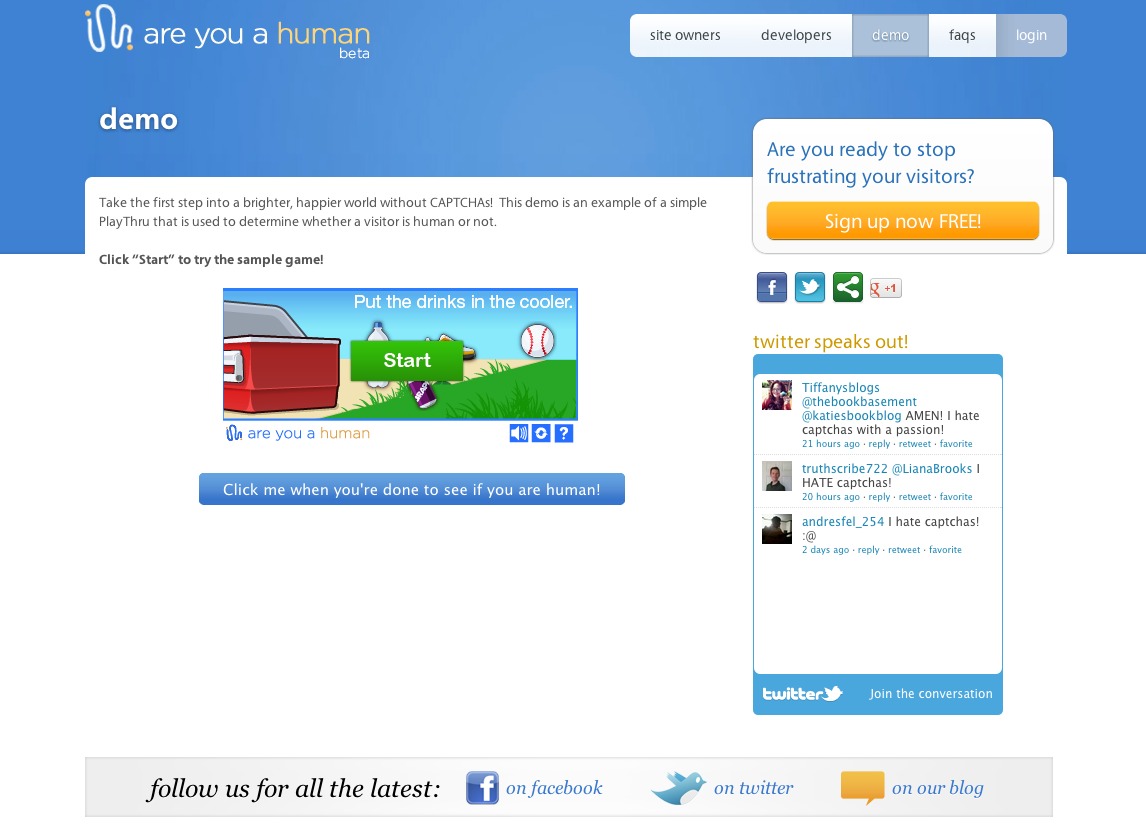 are you a human
beta
site owners
developers
demo
faqs
login
demo
Are you ready to stop
frustrating your visitors?
Sign up now FREE!
Take the first step into a brighter, happier world without CAPTCHAs!  This demo is an example of a simple
PlayThru that is used to determine whether a visitor is human or not.
Click “Start” to try the sample game!
Put the drinks in the cooler.
Start
are you a human
?
Click me when you're done to see if you are human!
f
g +1
twitter speaks out!
Tiffanysblogs
@thebookbasement
@katiesbookblog AMEN! I hate
captchas with a passion!
21 hours ago · reply · retweet · favorite
truthscribe722 @LianaBrooks I
HATE captchas!
20 hours ago · reply · retweet · favorite
andresfel_254 I hate captchas!
:@
2 days ago · reply · retweet · favorite
twitter
Join the conversation
follow us for all the latest:
f
on facebook
on twitter
on our blog